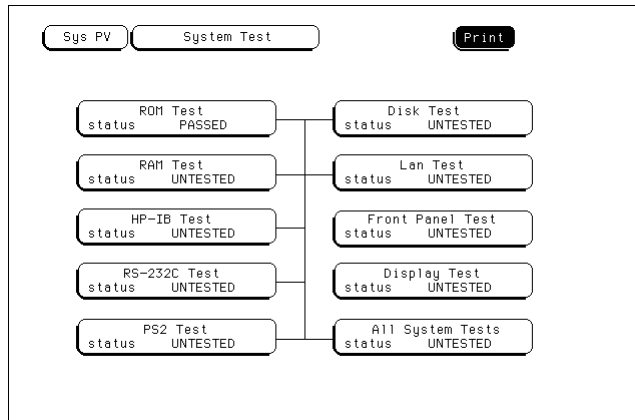 Sys PV System Test Print
ROM Test
status PASSED
Disk Test
status UNTESTED
RAM Test
status UNTESTED
Lan Test
status UNTESTED
HP-IB Test
status UNTESTED
Front Panel Test
status UNTESTED
RS-232C Test
status UNTESTED
Display Test
status UNTESTED
PS2 Test
status UNTESTED
All System Tests
status UNTESTED